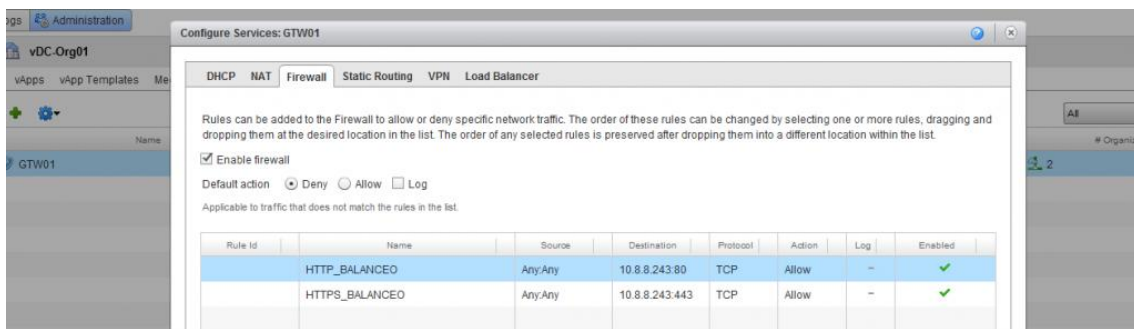 Administration
Configure Services: GTW01
vDC-Org01
DHCP NAT Firewall Static Routing VPN Load Balancer
vApps vApp Templates Me
Rules can be added to the Firewall to allow or deny specific network traffic. The order of these rules can be changed by selecting one or more rules, dragging and
dropping them at the desired location in the list. The order of any selected rules is preserved after dropping them into a different location within the list.
All
Name
# Organiz
Enable firewall
GTW01
2
Default action Deny Allow Log
Applicable to traffic that does not match the rules in the list.
Rule Id Name Source Destination Protocol Action Log Enabled
HTTP_BALANCEO Any:Any 10.8.8.243:80 TCP Allow -
HTTPS_BALANCEO Any:Any 10.8.8.243:443 TCP Allow -